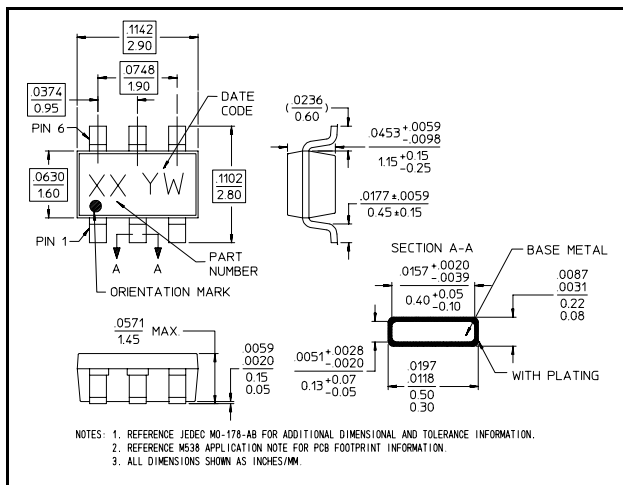 .1142
2.90
.0748
1.90
.0374
0.95
DATE
CODE
PIN 6
.0630
1.60
XX YW
.1102
2.80
PIN 1
A A
PART
NUMBER
ORIENTATION MARK
(.0236
0.60)
.0453 +.0059
-.0098
1.15 +0.15
-0.25
.0177 ±.0059
0.45 ±0.15
SECTION A-A
BASE METAL
.0157 +.0020
-.0039
0.40 +0.05
-0.10
.0087
.0031
0.22
0.08
.0571
1.45 MAX.
.0059
.0020
0.15
0.05
.0051 +.0028
-.0020
0.13 +0.07
-0.05
.0197
.0118
0.50
0.30
WITH PLATING
NOTES: 1. REFERENCE JEDEC MO-178-AB FOR ADDITIONAL DIMENSIONAL AND TOLERANCE INFORMATION.
2. REFERENCE M538 APPLICATION NOTE FOR PCB FOOTPRINT INFORMATION.
3. ALL DIMENSIONS SHOWN AS INCHES/MM.